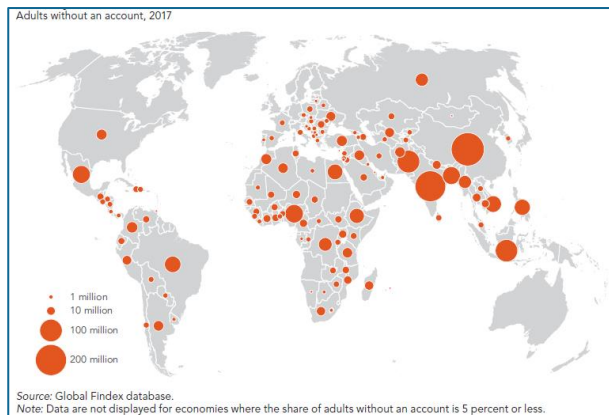 Adults without an account, 2017
1 million
10 million
100 million
200 million
Source: Global Findex database.
Note: Data are not displayed for economies where the share of adults without an account is 5 percent or less.